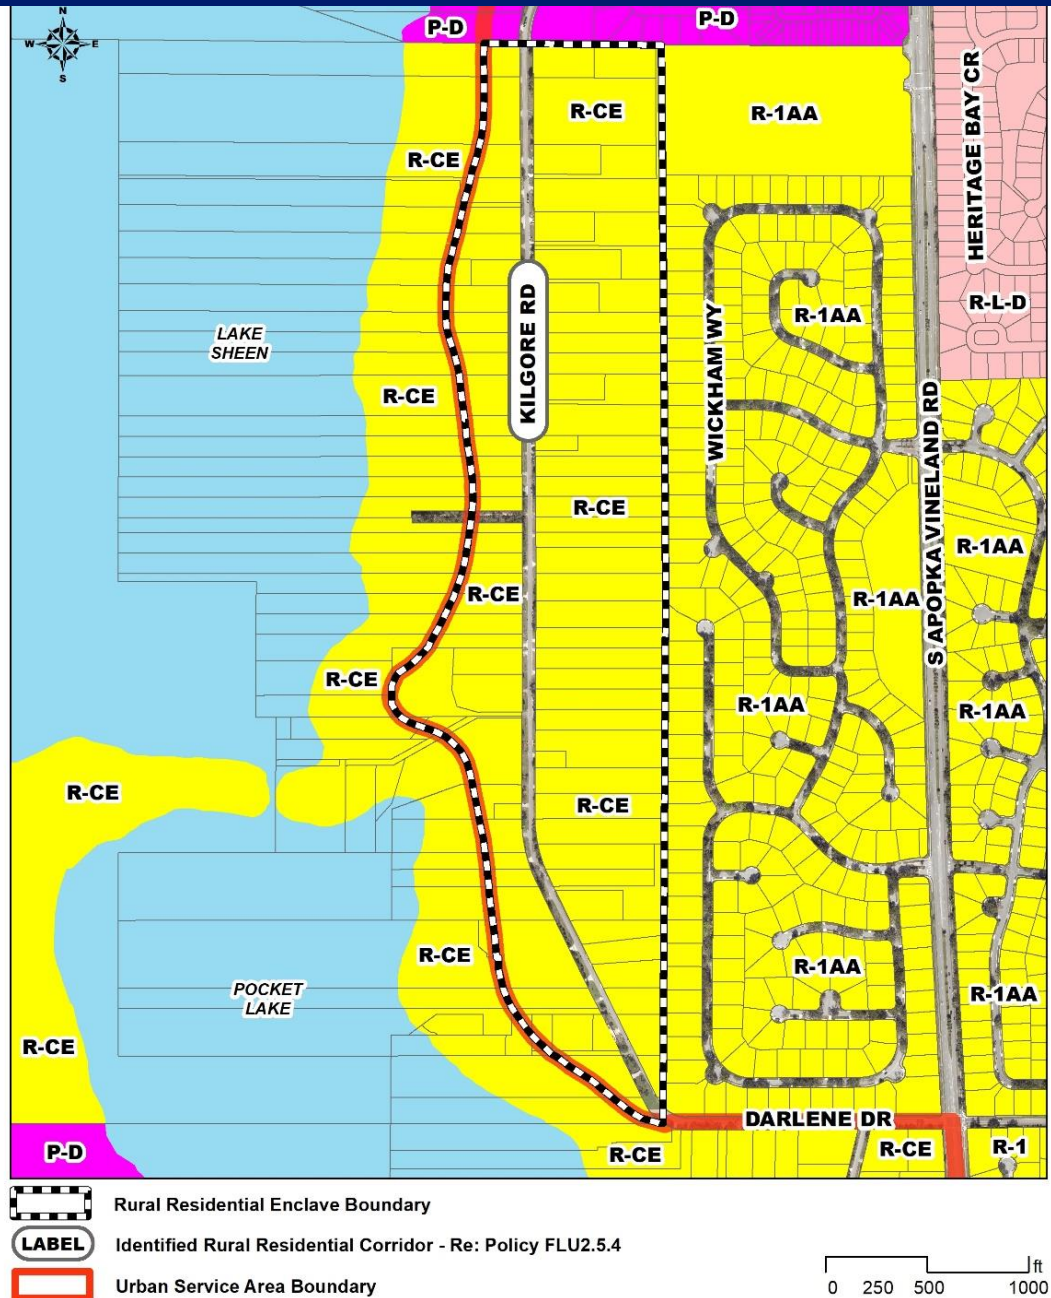 N
W E
S
P-D
P-D
R-CE
R-1AA
R-CE
HERITAGE BAY CR
KILGORE RD
R-L-D
R-1AA
LAKE
SHEEN
WICKHAM WY
R-CE
S APOPKA VINELAND RD
R-CE
R-1AA
R-CE
R-1AA
R-CE
R-1AA
R-1AA
R-CE
R-CE
R-CE
R-1AA
R-1AA
POCKET
LAKE
R-CE
DARLENE DR
P-D
R-CE
R-CE
R-1
Rural Residential Enclave Boundary
LABEL
Identified Rural Residential Corridor - Re: Policy FLU2.5.4
Urban Service Area Boundary
ft
0 250 500 1000